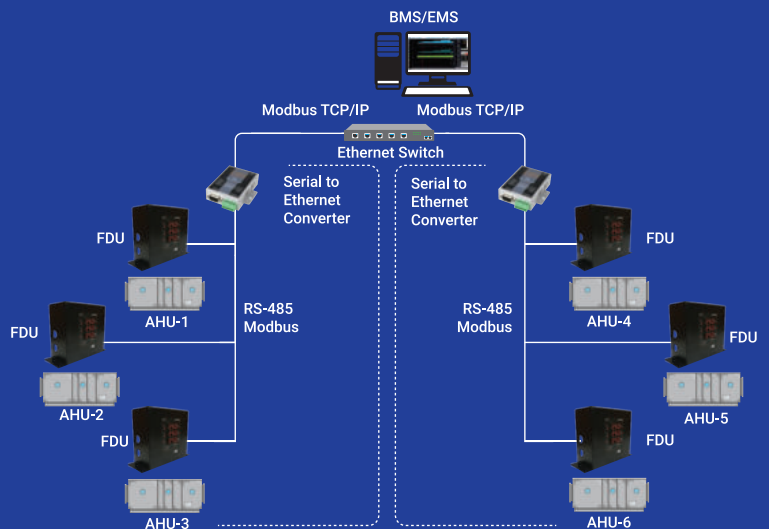 BMS/EMS
Modbus TCP/IP
Modbus TCP/IP
Ethernet Switch
Serial to
Ethernet
Converter
Serial to
Ethernet
Converter
FDU
AHU-1
FDU
AHU-2
FDU
AHU-3
RS-485
Modbus
RS-485
Modbus
FDU
AHU-4
FDU
AHU-5
FDU
AHU-6